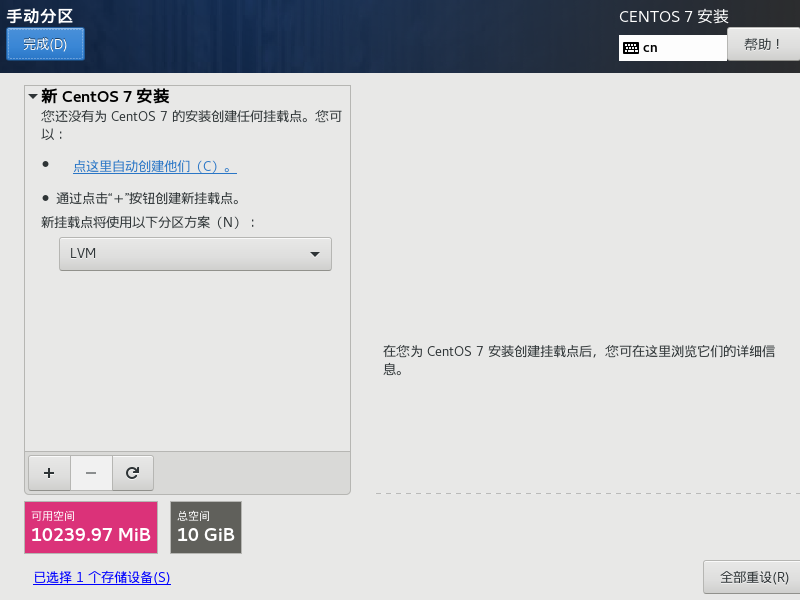 手动分区
CENTOS 7 安装
完成(D)
cn
帮助！
新 CentOS 7 安装
您还没有为 CentOS 7 的安装创建任何挂载点。您可
以：
点这里自动创建他们（C）。
通过点击“+”按钮创建新挂载点。
新挂载点将使用以下分区方案（N）：
LVM
在您为 CentOS 7 安装创建挂载点后，您可在这里浏览它们的详细信
息。
可用空间
10239.97 MiB
总空间
10 GiB
已选择 1 个存储设备(S)
全部重设(R)